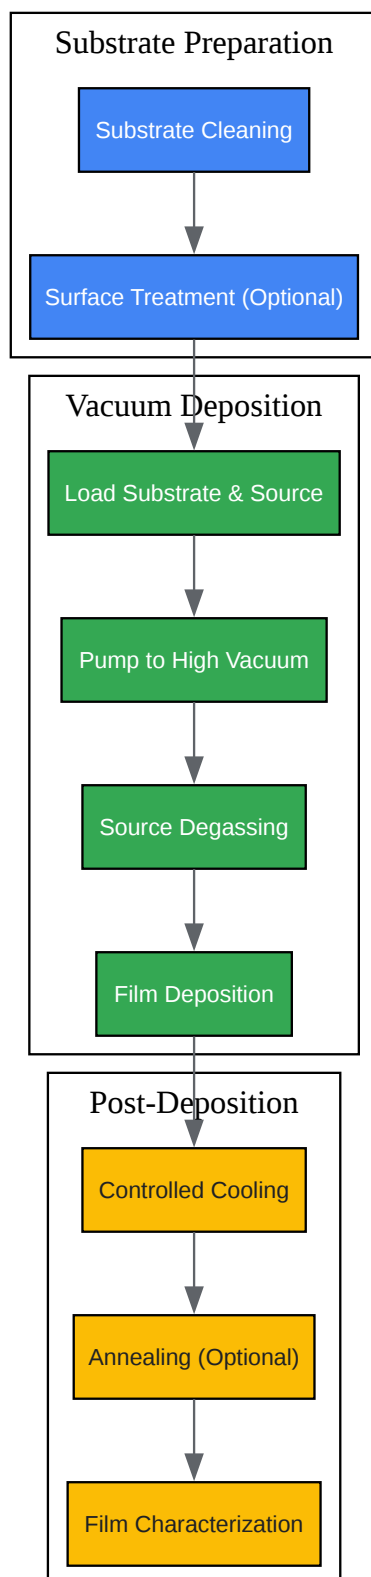 Substrate Preparation
Substrate Cleaning
Surface Treatment (Optional)
Vacuum Deposition
Load Substrate & Source
Pump to High Vacuum
Source Degassing
Film Deposition
Post-Deposition
Controlled Cooling
Annealing (Optional)
Film Characterization